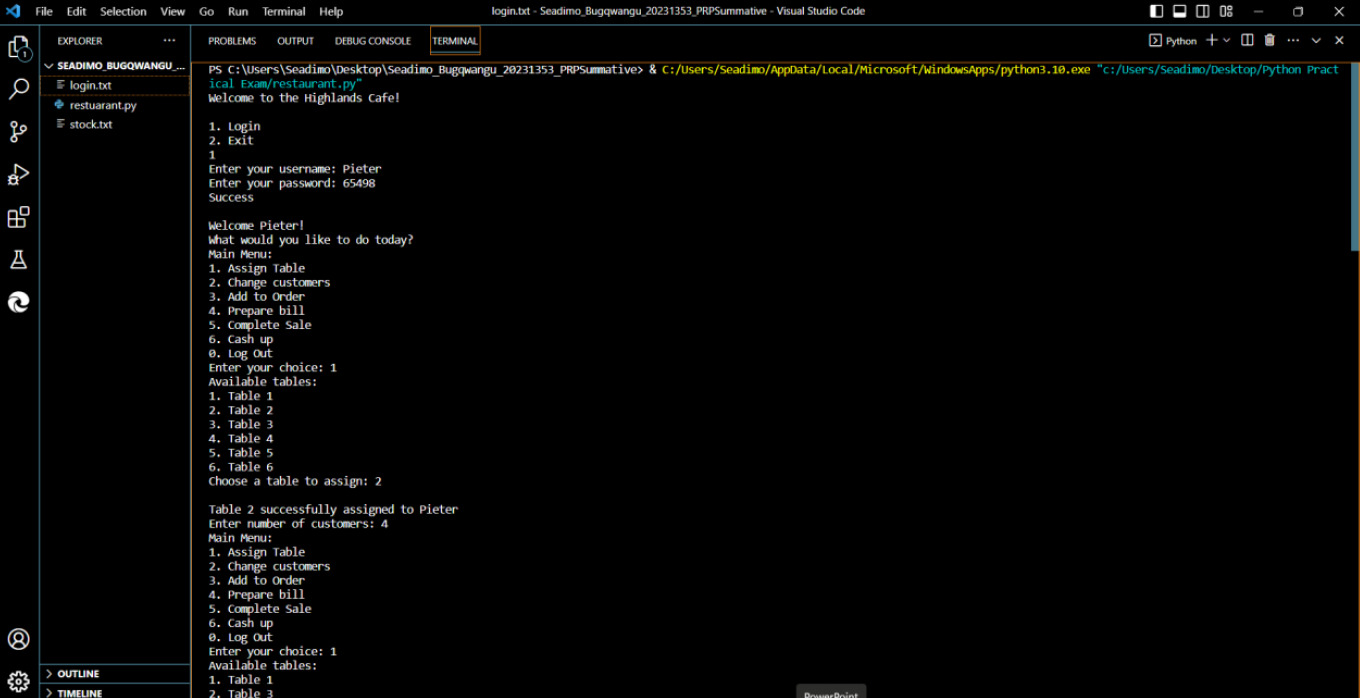 File Edit Selection View Go Run Terminal Help
login.txt - Seadimo_Bugqwangu_20231353_PRPSummative - Visual Studio Code
EXPLORER
SEADIMO_BUGQWANGU_...
login.txt
restuarant.py
stock.txt
OUTLINE
TIMELINE
1
PROBLEMS OUTPUT DEBUG CONSOLE TERMINAL
Python
PS C:\Users\Seadimo\Desktop\Seadimo_Bugqwangu_20231353_PRPSummative> & C:/Users/Seadimo/AppData/Local/Microsoft/WindowsApps/python3.10.exe "c:/Users/Seadimo/Desktop/Python Pract
ical Exam/restaurant.py"
Welcome to the Highlands Cafe!
1. Login
2. Exit
1
Enter your username: Pieter
Enter your password: 65498
Success
Welcome Pieter!
What would you like to do today?
Main Menu:
1. Assign Table
2. Change customers
3. Add to Order
4. Prepare bill
5. Complete Sale
6. Cash up
0. Log Out
Enter your choice: 1
Available tables:
1. Table 1
2. Table 2
3. Table 3
4. Table 4
5. Table 5
6. Table 6
Choose a table to assign: 2
Table 2 successfully assigned to Pieter
Enter number of customers: 4
Main Menu:
1. Assign Table
2. Change customers
3. Add to Order
4. Prepare bill
5. Complete Sale
6. Cash up
0. Log Out
Enter your choice: 1
Available tables:
1. Table 1
2. Table 3
PowerPoint